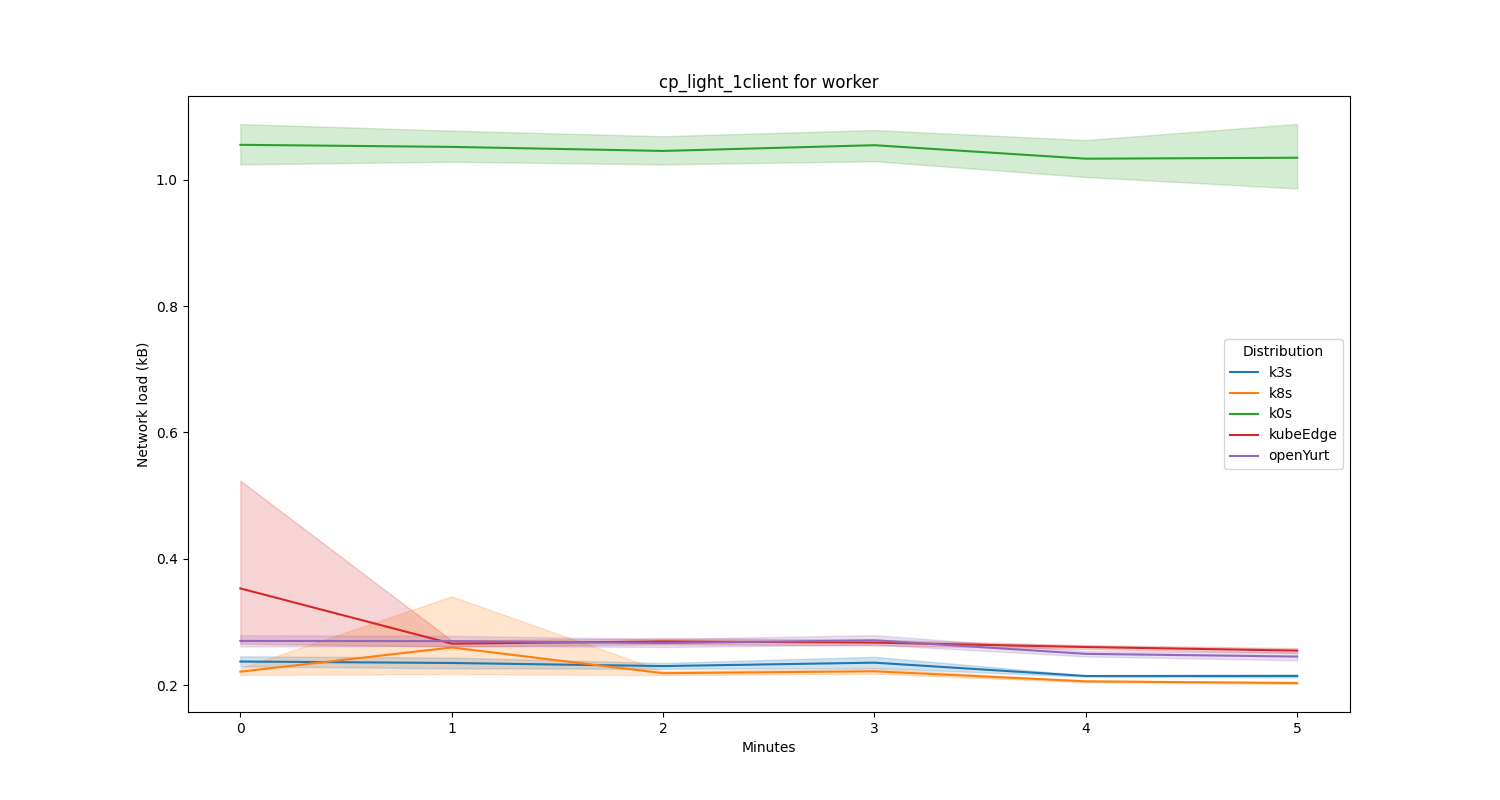 cp_light_1client for worker
Network load (kB)
1.0
0.8
0.6
0.4
0.2
0 1 2 3 4 5
Minutes
Distribution
k3s
k8s
k0s
kubeEdge
openYurt